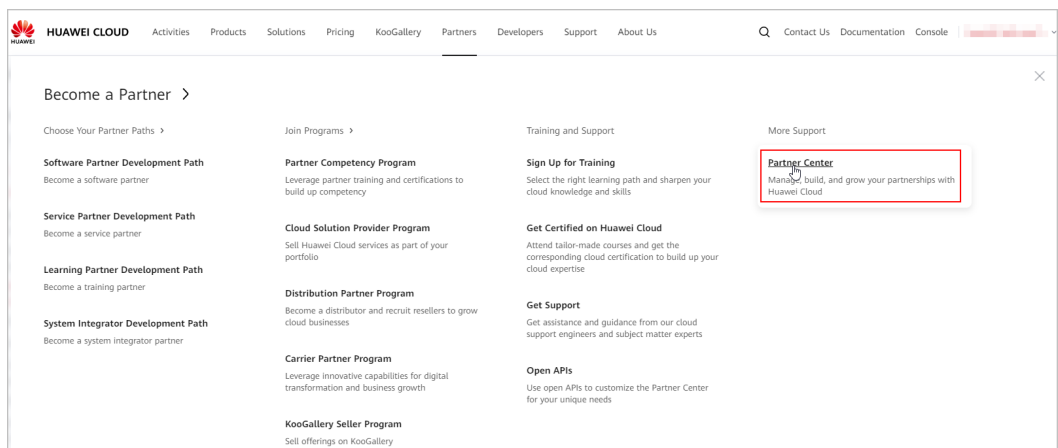 HUAWEI
HUAWEI CLOUD Activities Products Solutions Pricing KooGallery Partners Developers Support About Us Contact Us Documentation Console
Become a Partner >
Choose Your Partner Paths >
Software Partner Development Path
Become a software partner
Service Partner Development Path
Become a service partner
Learning Partner Development Path
Become a training partner
System Integrator Development Path
Become a system integrator partner
Join Programs >
Partner Competency Program
Leverage partner training and certifications to
build up competency
Cloud Solution Provider Program
Sell Huawei Cloud services as part of your
portfolio
Distribution Partner Program
Become a distributor and recruit resellers to grow
cloud businesses
Carrier Partner Program
Leverage innovative capabilities for digital
transformation and business growth
KooGallery Seller Program
Sell offerings on KooGallery
Training and Support
Sign Up for Training
Select the right learning path and sharpen your
cloud knowledge and skills
Get Certified on Huawei Cloud
Attend tailor-made courses and get the
corresponding cloud certification to build up your
cloud expertise
Get Support
Get assistance and guidance from our cloud
support engineers and subject matter experts
Open APIs
Use open APIs to customize the Partner Center
for your unique needs
More Support
Partner Center
Manage, build, and grow your partnerships with
Huawei Cloud